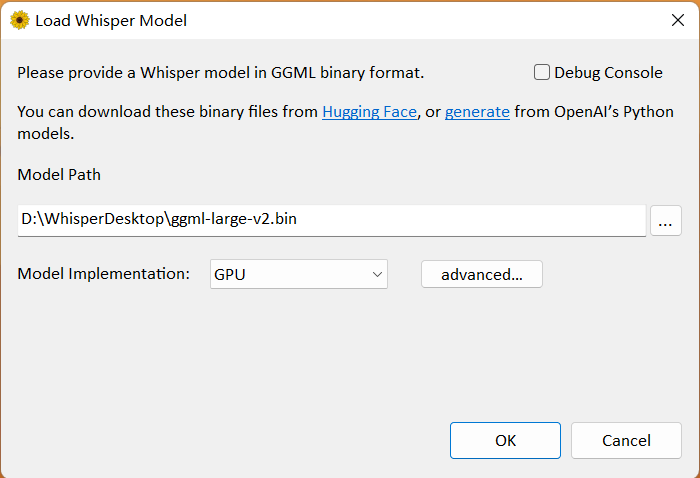 Load Whisper Model
Please provide a Whisper model in GGML binary format.
Debug Console
You can download these binary files from Hugging Face, or generate from OpenAI's Python
models.
Model Path
D:\WhisperDesktop\ggml-large-v2.bin
...
Model Implementation:
GPU
advanced...
OK
Cancel